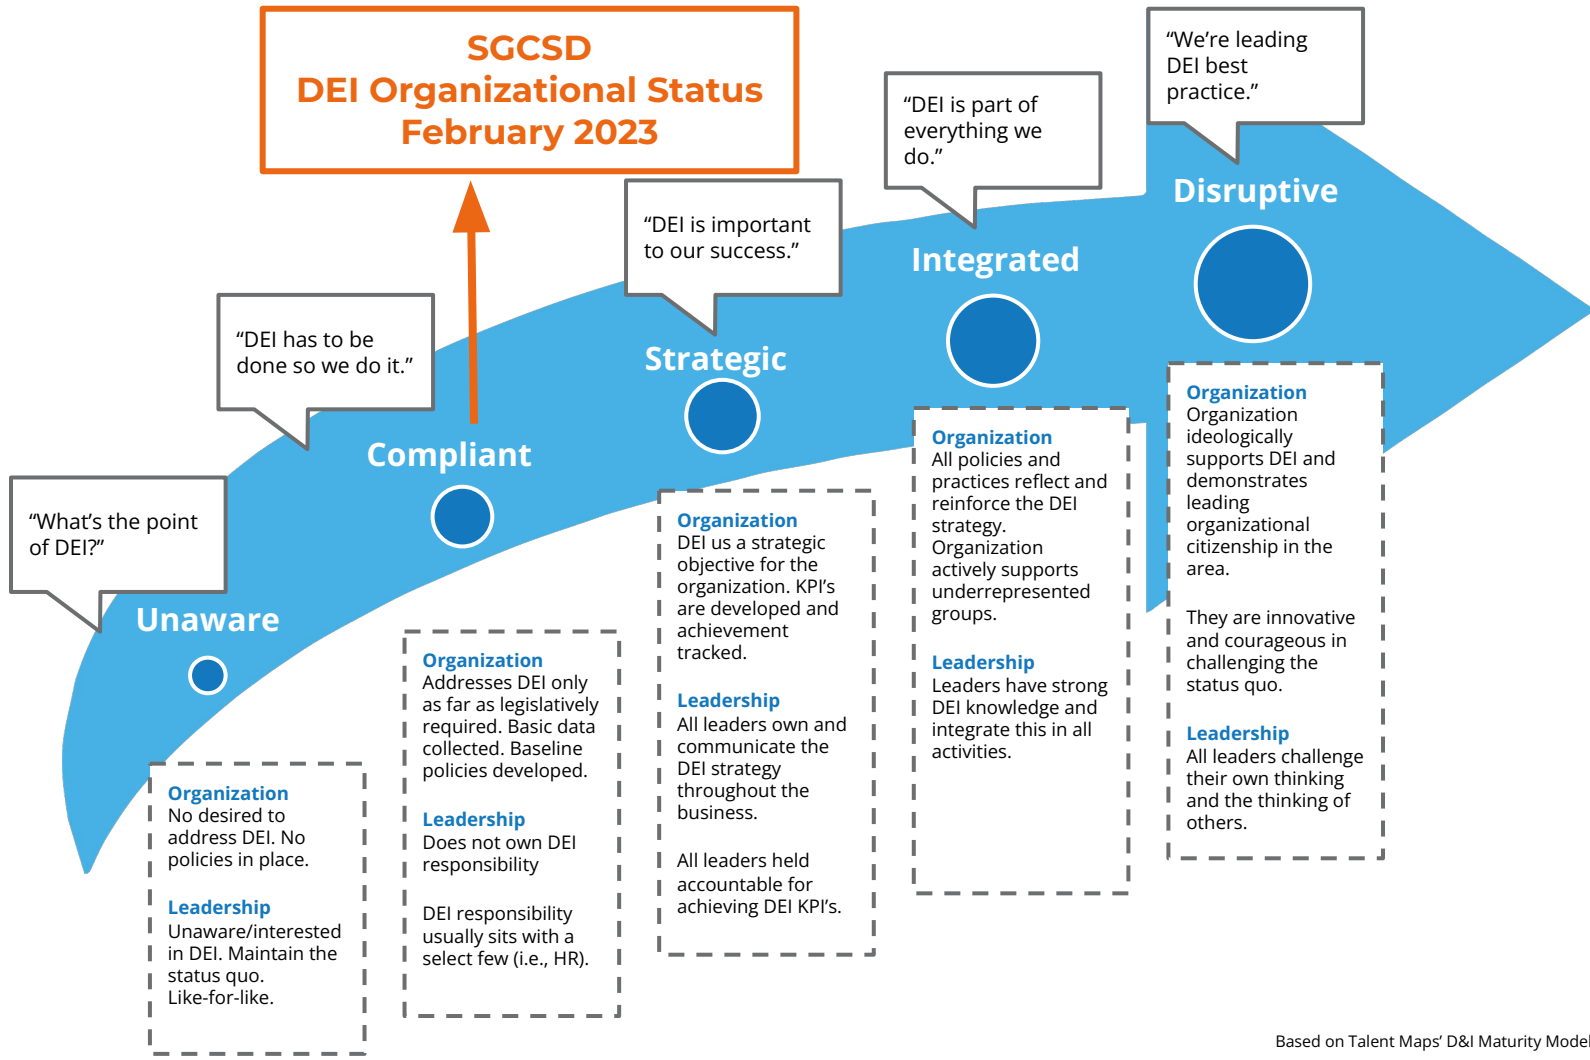 SGCSD
DEI Organizational Status
February 2023
“What’s the point
of DEI?”
Unaware
Organization
No desired to
address DEI. No
policies in place.
Leadership
Unaware/interested
in DEI. Maintain the
status quo.
Like-for-like.
“DEI has to be
done so we do it.”
Compliant
Organization
Addresses DEI only
as far as legislatively
required. Basic data
collected. Baseline
policies developed.
Leadership
Does not own DEI
responsibility
DEI responsibility
usually sits with a
select few (i.e., HR).
“DEI is important
to our success.”
Strategic
Organization
DEI us a strategic
objective for the
organization. KPI’s
are developed and
achievement
tracked.
Leadership
All leaders own and
communicate the
DEI strategy
throughout the
business.
All leaders held
accountable for
achieving DEI KPI’s.
“DEI is part of
everything we
do.”
Integrated
Organization
All policies and
practices reflect and
reinforce the DEI
strategy.
Organization
actively supports
underrepresented
groups.
Leadership
Leaders have strong
DEI knowledge and
integrate this in all
activities.
“We’re leading
DEI best
practice.”
Disruptive
Organization
Organization
ideologically
supports DEI and
demonstrates
leading
organizational
citizenship in the
area.
They are innovative
and courageous in
challenging the
status quo.
Leadership
All leaders challenge
their own thinking
and the thinking of
others.
Based on Talent Maps’ D&I Maturity Model